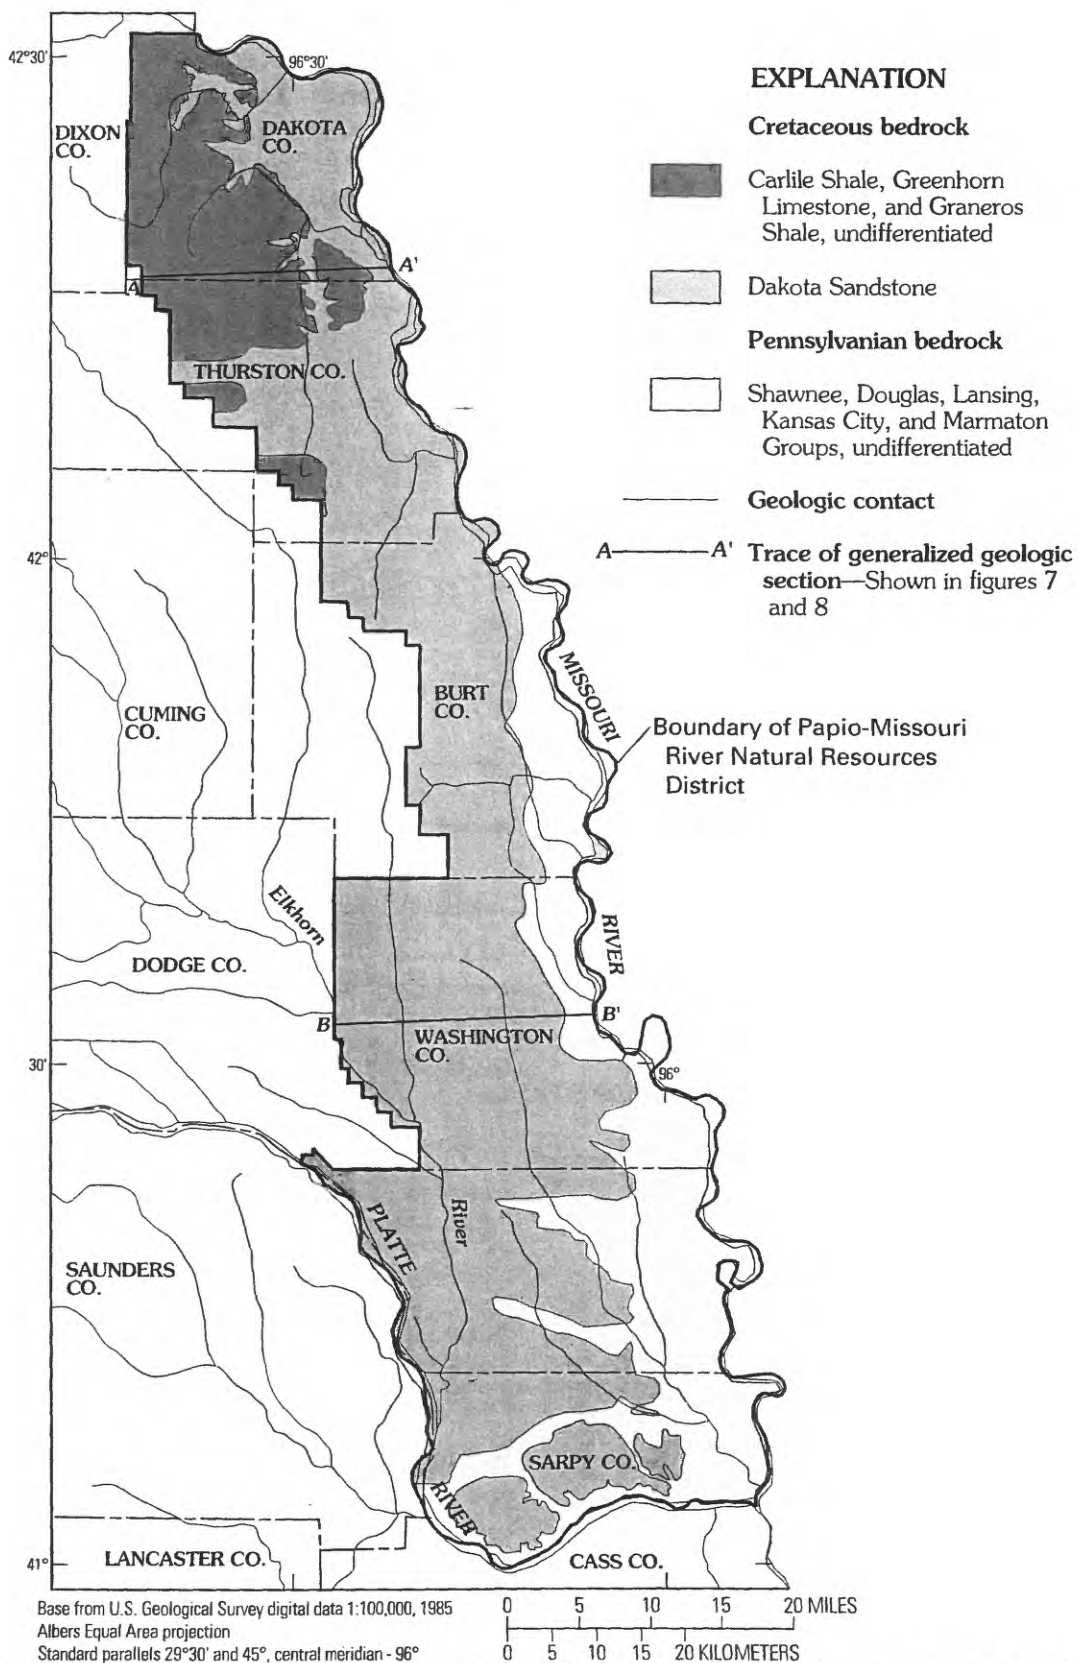 42°30'
96°30'
DIXON
CO.
DAKOTA
CO.
A
A'
THURSTON CO.
42°
CUMING
CO.
BURT
CO.
MISSOURI
Boundary of Papio-Missouri
River Natural Resources
District
Elkhorn
DODGE CO.
RIVER
B
B'
WASHINGTON
CO.
30'
96°
PLATTE
River
SAUNDERS
CO.
SARPY CO.
RIVER
LANCASTER CO.
CASS CO.
41°
EXPLANATION
Cretaceous bedrock
Carlile Shale, Greenhorn
Limestone, and Graneros
Shale, undifferentiated
Dakota Sandstone
Pennsylvanian bedrock
Shawnee, Douglas, Lansing,
Kansas City, and Marmaton
Groups, undifferentiated
Geologic contact
A A' Trace of generalized geologic
section—Shown in figures 7
and 8
Base from U.S. Geological Survey digital data 1:100,000, 1985
Albers Equal Area projection
Standard parallels 29°30' and 45°, central meridian - 96°
0 5 10 15 20 MILES
0 5 10 15 20 KILOMETERS